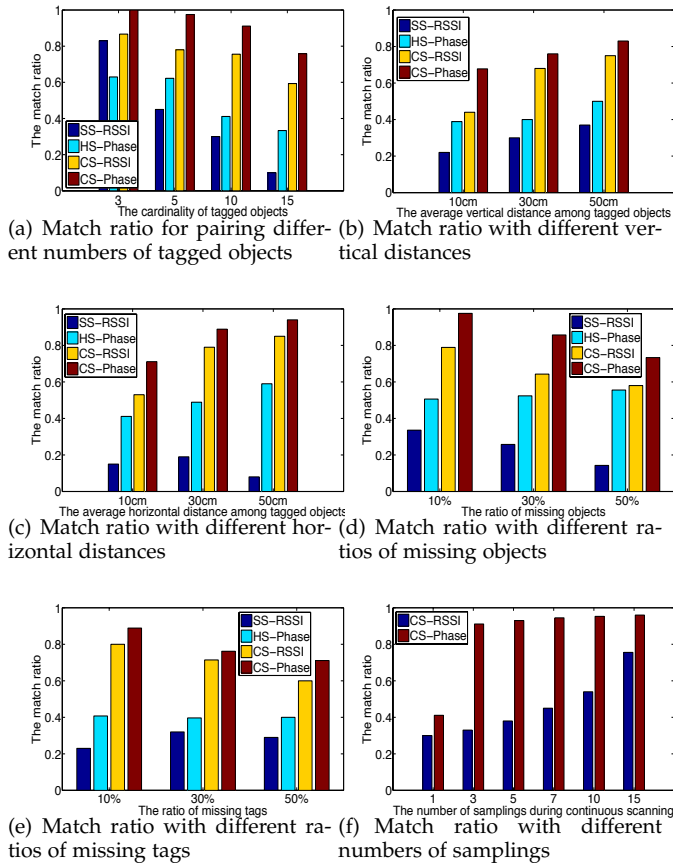 1
0.8
0.6
0.4
0.2
0
The match ratio
SS-RSSI
HS-Phase
CS-RSSI
CS-Phase
3 5 10 15
The cardinality of tagged objects
(a) Match ratio for pairing differ-
ent numbers of tagged objects
1
0.8
0.6
0.4
0.2
0
The match ratio
SS-RSSI
HS-Phase
CS-RSSI
CS-Phase
10cm 30cm 50cm
The average vertical distance among tagged objects
(b) Match ratio with different ver-
tical distances
1
0.8
0.6
0.4
0.2
0
The match ratio
SS-RSSI
HS-Phase
CS-RSSI
CS-Phase
10cm 30cm 50cm
The average horizontal distance among tagged objects
(c) Match ratio with different hor-
izontal distances
1
0.8
0.6
0.4
0.2
0
The match ratio
SS-RSSI
HS-Phase
CS-RSSI
CS-Phase
10% 30% 50%
The ratio of missing objects
(d) Match ratio with different ra-
tios of missing objects
1
0.8
0.6
0.4
0.2
0
The match ratio
SS-RSSI
HS-Phase
CS-RSSI
CS-Phase
10% 30% 50%
The ratio of missing tags
(e) Match ratio with different ra-
tios of missing tags
1
0.8
0.6
0.4
0.2
0
The match ratio
CS-RSSI
CS-Phase
1 3 5 7 10 15
The number of samplings during continuous scanning
(f) Match ratio with different
numbers of samplings